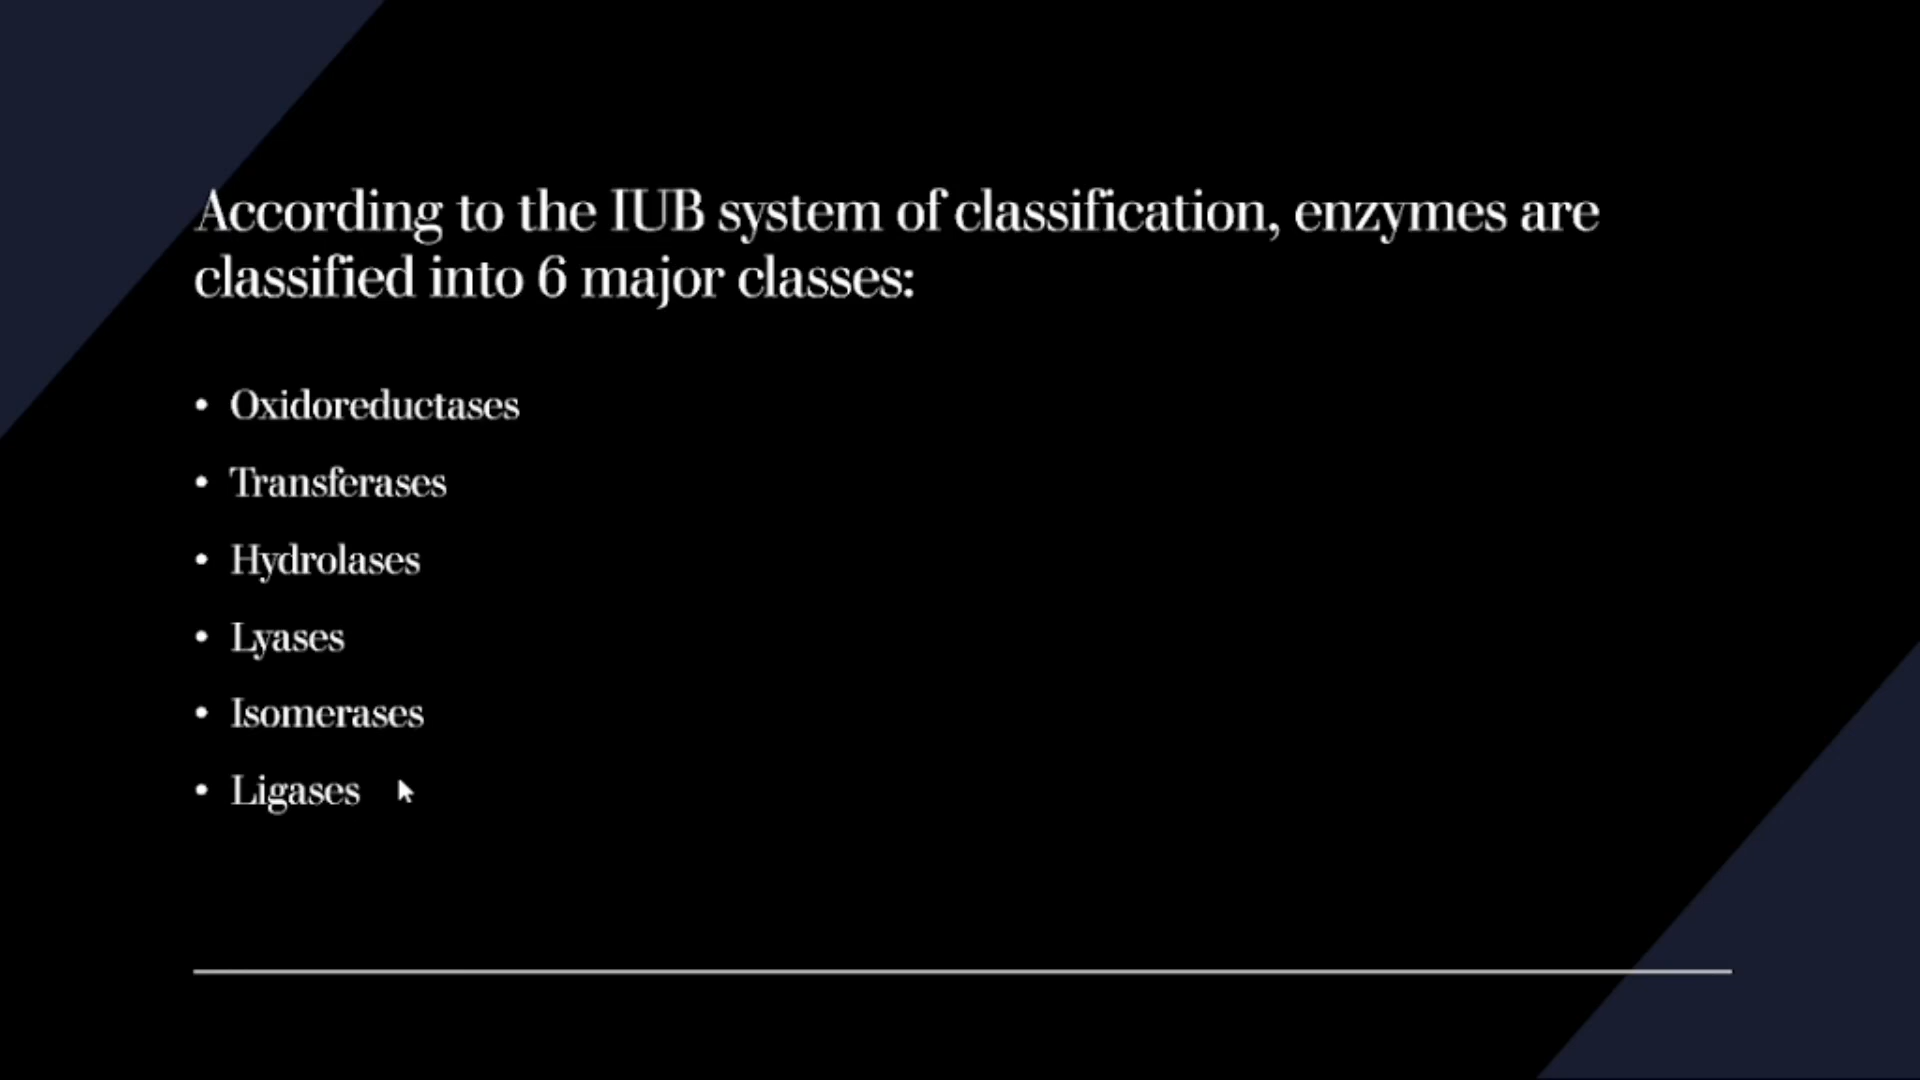 According to the IUB system of classification, enzymes are
classified into 6 major classes:
• Oxidoreductases
• Transferases
• Hydrolases
• Lyases
• Isomerases
• Ligases